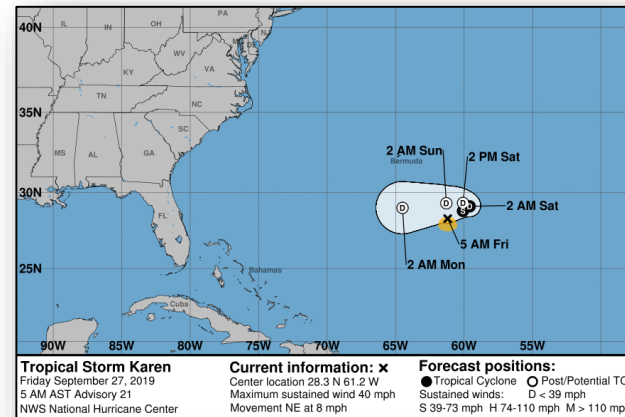 PA
IL
IN
OH
NJ
40N
MD
DE
WV
KY
VA
TN
NC
35N
SC
MS
AL
GA
2 AM Sun
Bermuda
2 PM Sat
30N
D
D
D
D
S
2 AM Sat
FL
5 AM Fri
2 AM Mon
25N
Bahamas
Cuba
90W 85W 80W 75W 70W 65W 60W 55W
Tropical Storm Karen
Friday September 27, 2019
5 AM AST Advisory 21
NWS National Hurricane Center
Current information: ×
Center location 28.3 N 61.2 W
Maximum sustained wind 40 mph
Movement NE at 8 mph
Forecast positions:
Tropical Cyclone Post/Potential TC
Sustained winds: D < 39 mph
S 39-73 mph H 74-110 mph M > 110 mp